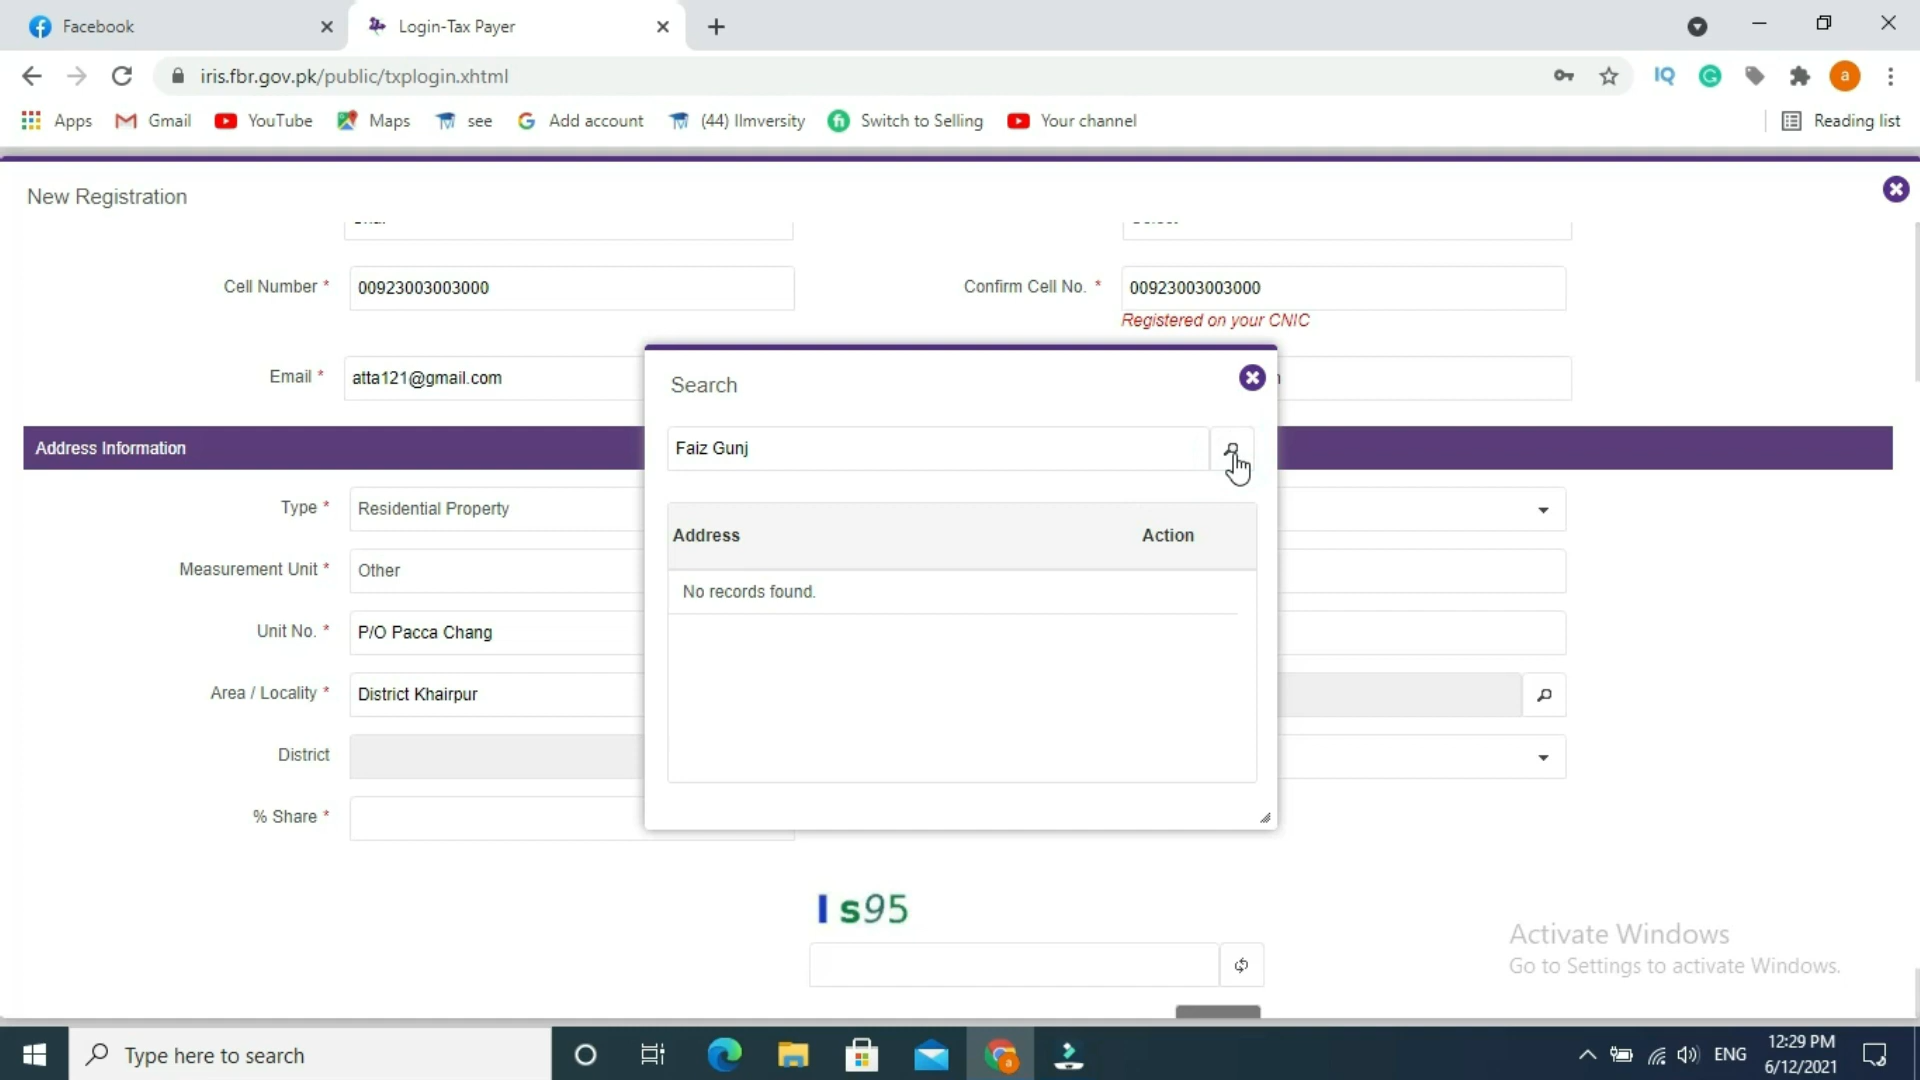 Facebook
Login-Tax Payer
iris.fbr.gov.pk/public/txplogin.xhtml
IQ
a
Apps
Gmail
YouTube
Maps
see
Add account
(44) Ilmversity
fi Switch to Selling
Your channel
Reading list
New Registration
Cell Number *
00923003003000
Confirm Cell No. *
00923003003000
Registered on your CNIC
Email *
atta121@gmail.com
Search
Faiz Gunj
Address Information
Address
Action
No records found.
Type *
Residential Property
Measurement Unit *
Other
Unit No. *
P/O Pacca Chang
Area / Locality *
District Khairpur
District
% Share *
I s95
Activate Windows
Go to Settings to activate Windows.
Type here to search
ENG
12:29 PM
6/12/2021